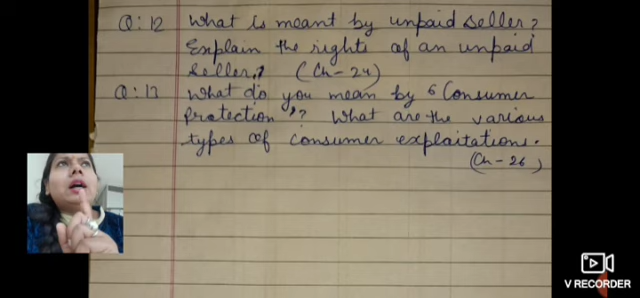 Q: 12 What is meant by unpaid seller?
Explain the rights of an unpaid
seller? (Ch - 24)
Q: 13 What do you mean by 'Consumer
protection'? What are the various
types of consumer explaitations.
(Ch - 26)
V RECORDER